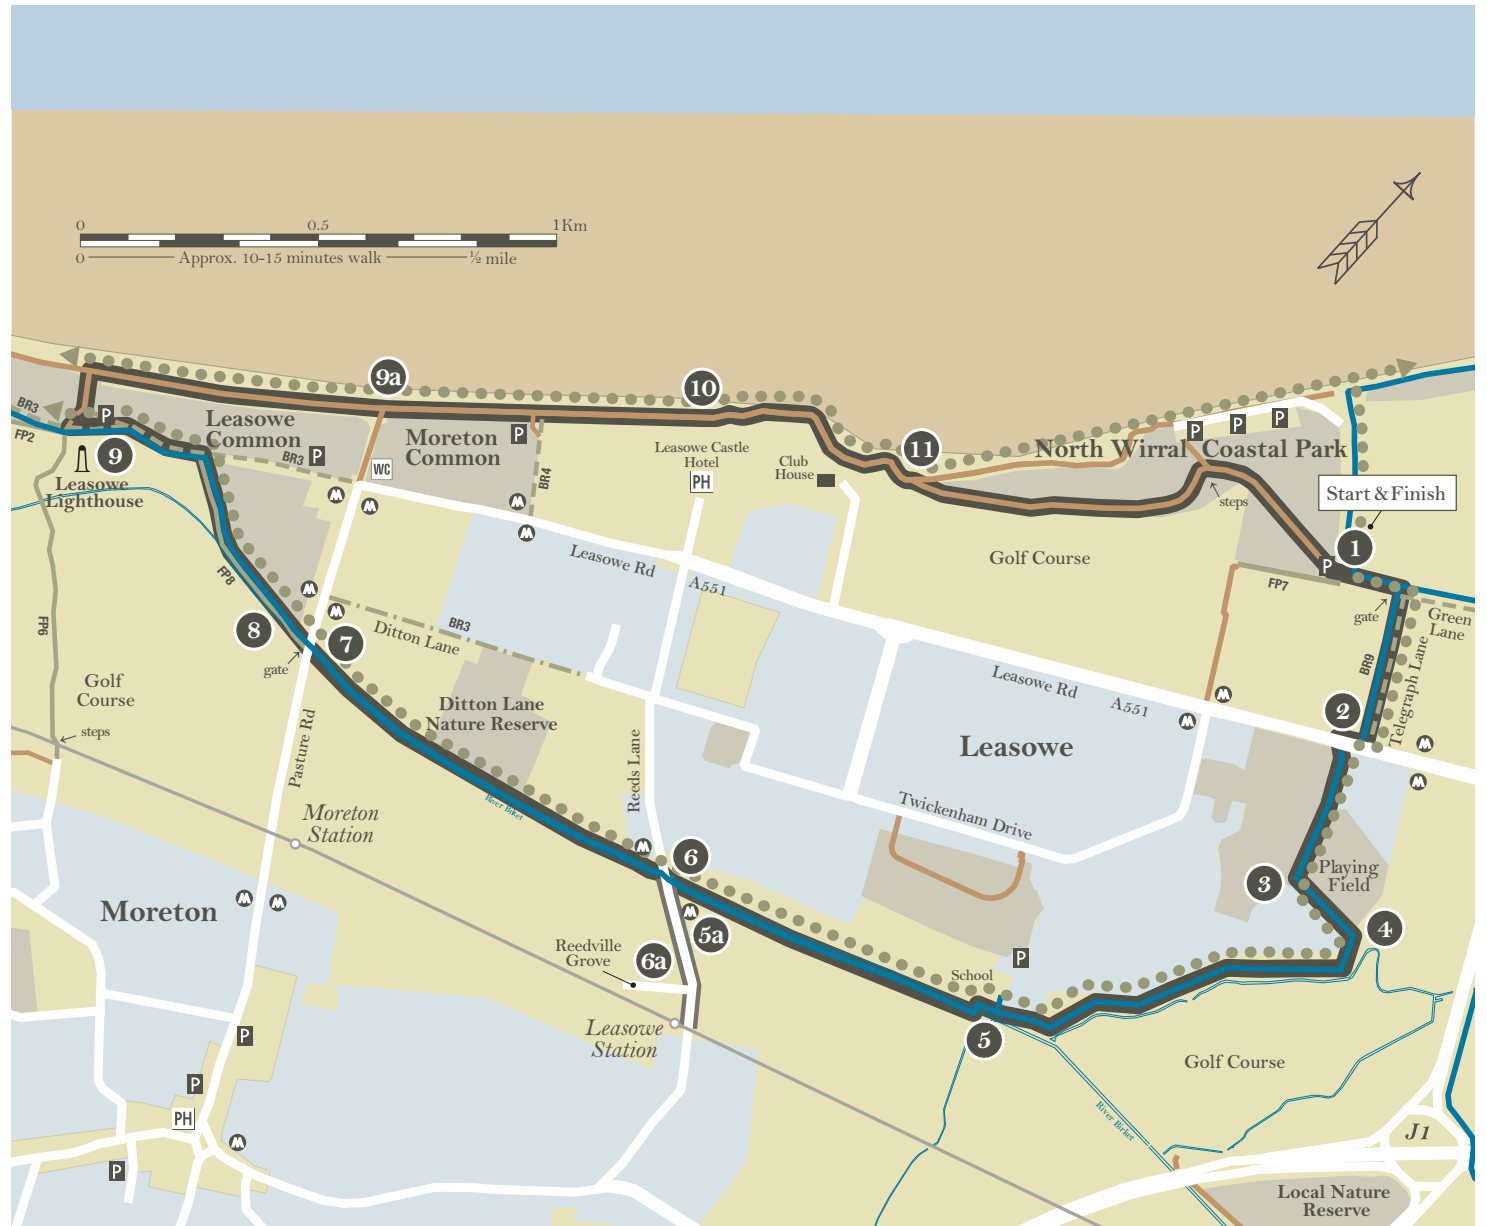 0
0.5
1Km
0
Approx. 10-15 minutes walk
½ mile
9a
10
11
BR3
FP2
P
9
Leasowe
Common
BR3
P
Leasowe
Lighthouse
WC
Moreton
Common
P
BR4
M
M
M
M
Leasowe Castle
Hotel
PH
Club
House
North Wirral Coastal Park
P
P
P
steps
Start & Finish
1
P
Golf Course
FP7
gate
Green
Lane
BR9
Telegraph Lane
2
Leasowe Rd
A551
FP8
FP6
8
gate
7
M
M
BR3
Ditton Lane
Ditton Lane
Nature Reserve
Golf
Course
steps
Pasture Rd
Moreton
Station
River Birket
Reeds Lane
Leasowe
Leasowe Rd
A551
M
M
M
M
Twickenham Drive
M
6
M
5a
3
Playing
Field
4
Moreton
M
M
Reedville
Grove
6a
Leasowe
Station
School
P
5
Golf Course
River Birket
J1
P
P
PH
M
P
Local Nature
Reserve